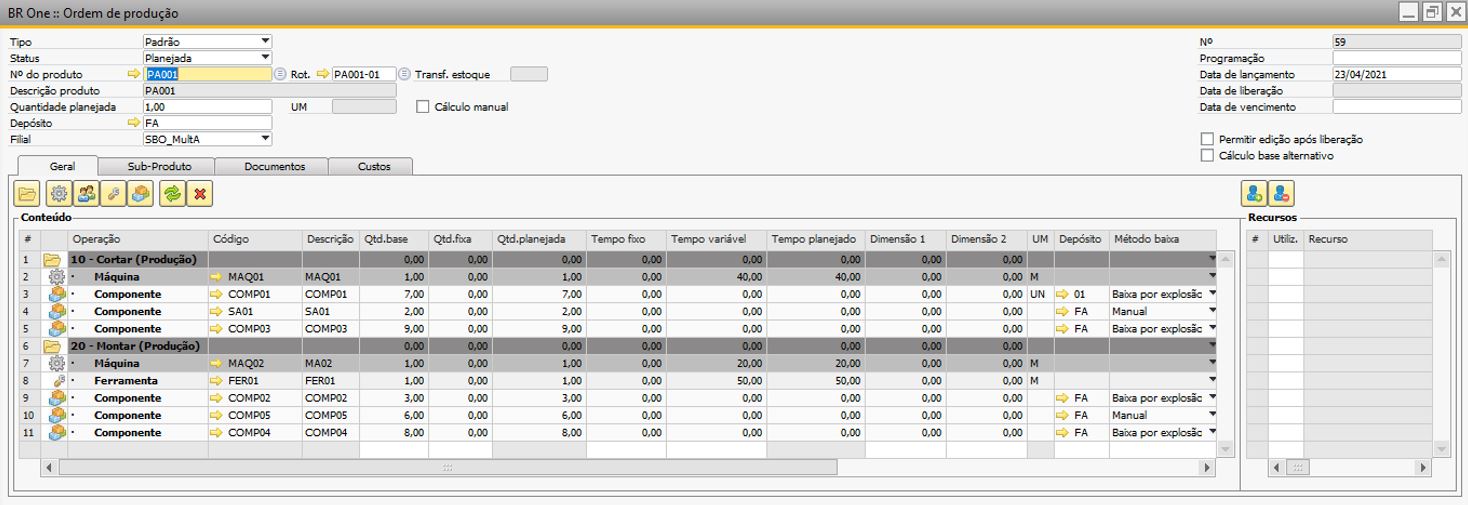 BR One :: Ordem de produção
Tipo Padrão Nº 59
Status Planejada Programação
Nº do produto PA001 Rot. PA001-01 Transf. estoque Data de lançamento 23/04/2021
Descrição produto PA001 Data de liberação
Quantidade planejada 1,00 UM Cálculo manual Data de vencimento
Depósito FA
Filial SBO_MultA Permitir edição após liberação
Cálculo base alternativo
Geral Sub-Produto Documentos Custos
Conteúdo Recursos
# Operação Código Descrição Qtd.base Qtd.fixa Qtd.planejada Tempo fixo Tempo variável Tempo planejado Dimensão 1 Dimensão 2 UM Depósito Método baixa # Utiliz. Recurso
1 10 - Cortar (Produção) 0,00 0,00 0,00 0,00 0,00 0,00 0,00 0,00
2 Máquina MAQ01 MAQ01 1,00 0,00 1,00 0,00 40,00 40,00 0,00 0,00 M
3 Componente COMP01 COMP01 7,00 0,00 7,00 0,00 0,00 0,00 0,00 0,00 UN 01 Baixa por explosão
4 Componente SA01 SA01 2,00 0,00 2,00 0,00 0,00 0,00 0,00 0,00 FA Manual
5 Componente COMP03 COMP03 9,00 0,00 9,00 0,00 0,00 0,00 0,00 0,00 FA Baixa por explosão
6 20 - Montar (Produção) 0,00 0,00 0,00 0,00 0,00 0,00 0,00 0,00
7 Máquina MAQ02 MA02 1,00 0,00 1,00 0,00 20,00 20,00 0,00 0,00 M
8 Ferramenta FER01 FER01 1,00 0,00 1,00 0,00 50,00 50,00 0,00 0,00 M
9 Componente COMP02 COMP02 3,00 0,00 3,00 0,00 0,00 0,00 0,00 0,00 FA Baixa por explosão
10 Componente COMP05 COMP05 6,00 0,00 6,00 0,00 0,00 0,00 0,00 0,00 FA Manual
11 Componente COMP04 COMP04 8,00 0,00 8,00 0,00 0,00 0,00 0,00 0,00 FA Baixa por explosão